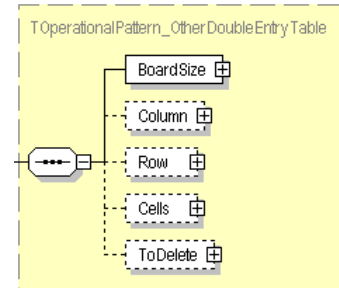 TOperationalPattern_OtherDoubleEntryTable
BoardSize
Column
Row
Cells
ToDelete